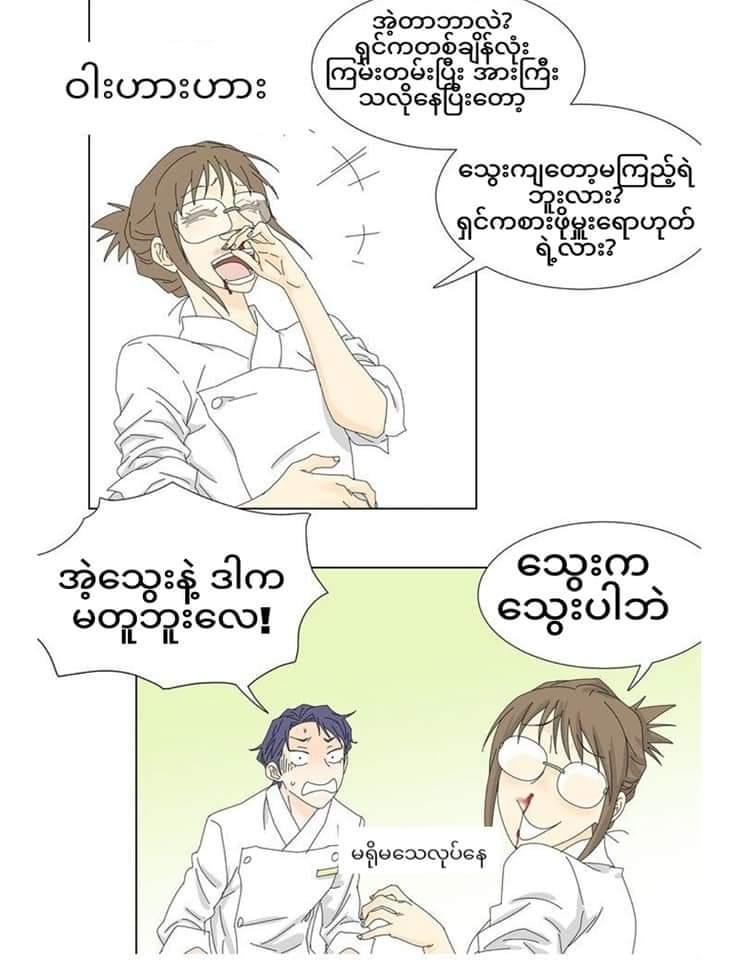 ဝါးဟားဟား
အဲ့တာဘာလဲ?
ရှင်ကတစ်ချိန်လုံး
ကြမ်းတမ်းပြီး အားကြီး
သလိုနေပြီးတော့
သွေးကျတော့မကြည့်ရဲ
ဘူးလား?
ရှင်ကစားဖိုမှူးရောဟုတ်
ရဲ့လား?
အဲ့သွေးနဲ့ ဒါက
မတူဘူးလေ!
သွေးက
သွေးပါဘဲ
မရိုမသေလုပ်နေ